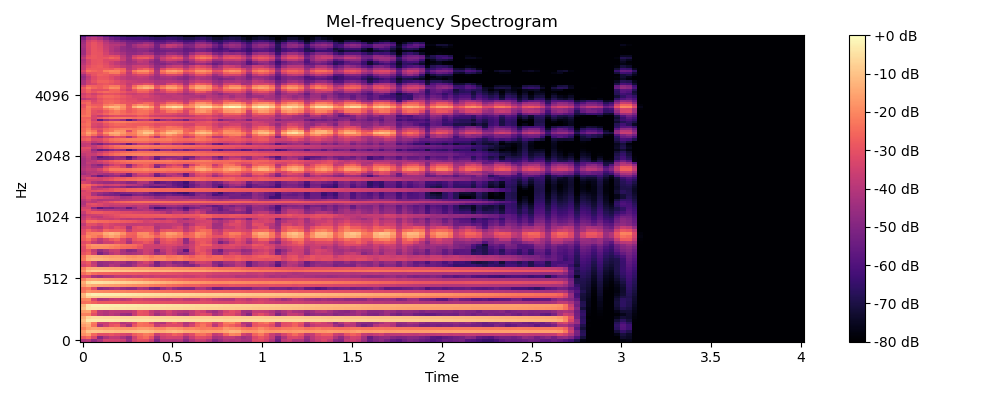 Mel-frequency Spectrogram
+0 dB
-10 dB
-20 dB
-30 dB
-40 dB
-50 dB
-60 dB
-70 dB
-80 dB
Hz
4096
2048
1024
512
0
0 0.5 1 1.5 2 2.5 3 3.5 4
Time